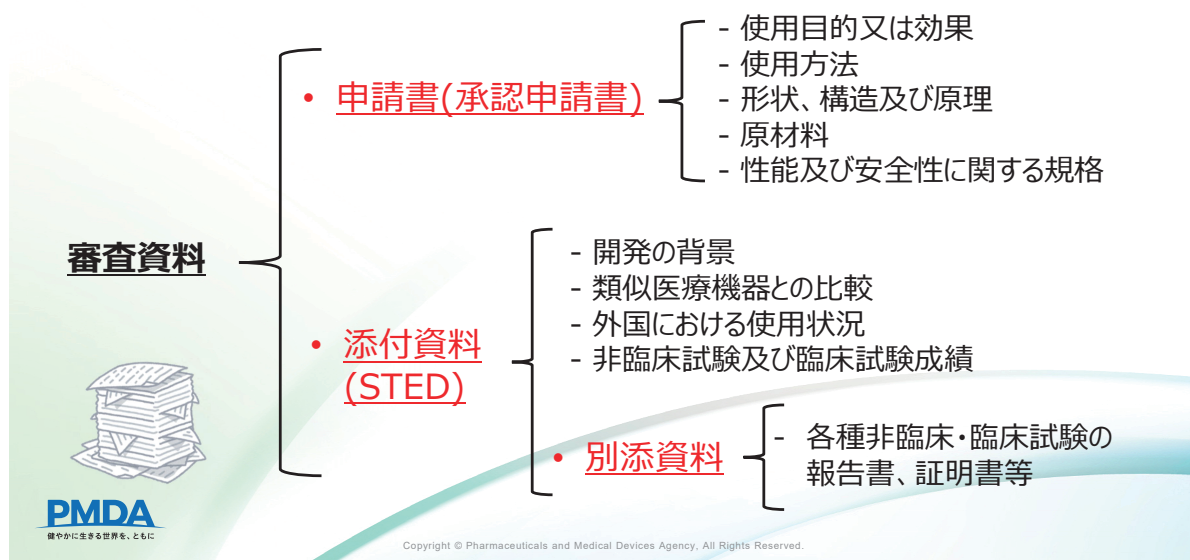 審査資料
• 申請書(承認申請書)
- 使用目的又は効果
- 使用方法
- 形状、構造及び原理
- 原材料
- 性能及び安全性に関する規格
• 添付資料
(STED)
- 開発の背景
- 類似医療機器との比較
- 外国における使用状況
- 非臨床試験及び臨床試験成績
• 別添資料
- 各種非臨床・臨床試験の
報告書、証明書等
PMDA
健やかに生きる世界を、ともに
Copyright © Pharmaceuticals and Medical Devices Agency, All Rights Reserved.